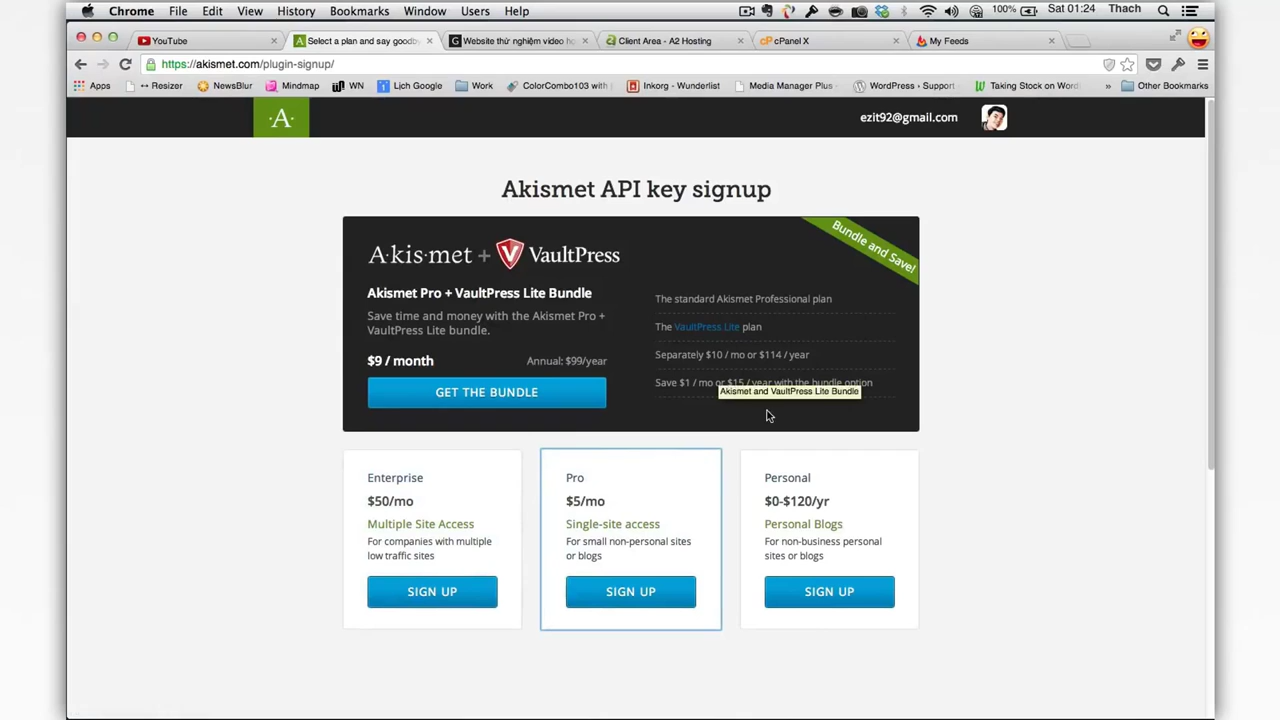 Chrome File Edit View History Bookmarks Window Users Help 100% Sat 01:24 Thach
YouTube Select a plan and say goodb Website thử nghiệm video h Client Area - A2 Hosting cPanel X My Feeds
https://akismet.com/plugin-signup/
Apps ↔ Resizer NewsBlur Mindmap WN Lịch Google Work ColorCombo103 with Inkorg - Wunderlist Media Manager Plus WordPress › Support Taking Stock on Word » Other Bookmarks
A ezit92@gmail.com
Akismet API key signup
Bundle and Save!
A·kis·met + V VaultPress
Akismet Pro + VaultPress Lite Bundle
Save time and money with the Akismet Pro +
VaultPress Lite bundle.
$9 / month Annual: $99/year
GET THE BUNDLE
The standard Akismet Professional plan
The VaultPress Lite plan
Separately $10 / mo or $114 / year
Save $1 / mo or $15 / year with the bundle option
Akismet and VaultPress Lite Bundle
Enterprise
$50/mo
Multiple Site Access
For companies with multiple
low traffic sites
SIGN UP
Pro
$5/mo
Single-site access
For small non-personal sites
or blogs
SIGN UP
Personal
$0-$120/yr
Personal Blogs
For non-business personal
sites or blogs
SIGN UP